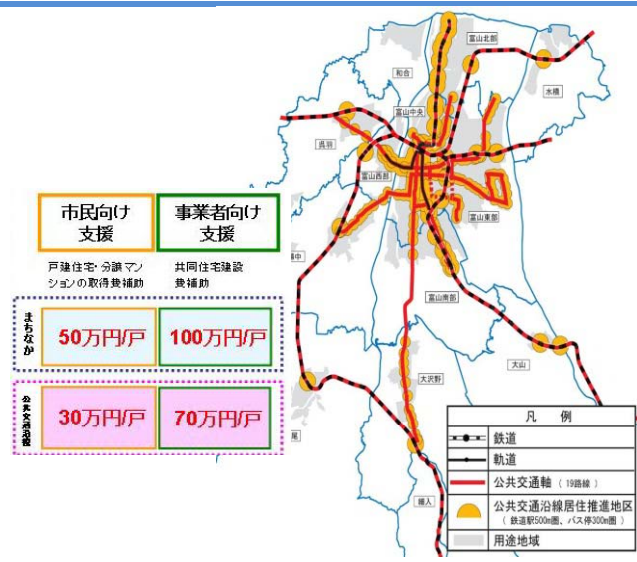 市民向け
支援
事業者向け
支援
戸建住宅・分譲マン
ションの取得費補助
共同住宅建設
費補助
まちなか
50万円/戸
100万円/戸
公共交通沿線
30万円/戸
70万円/戸
富山北部
和合
水橋
富山中央
呉羽
富山西部
富山東部
中
富山南部
大山
大沢野
尾
細入
凡 例
鉄道
軌道
公共交通軸 ( 19路線 )
公共交通沿線居住推進地区
( 鉄道駅500m圏、バス停300m圏 )
用途地域